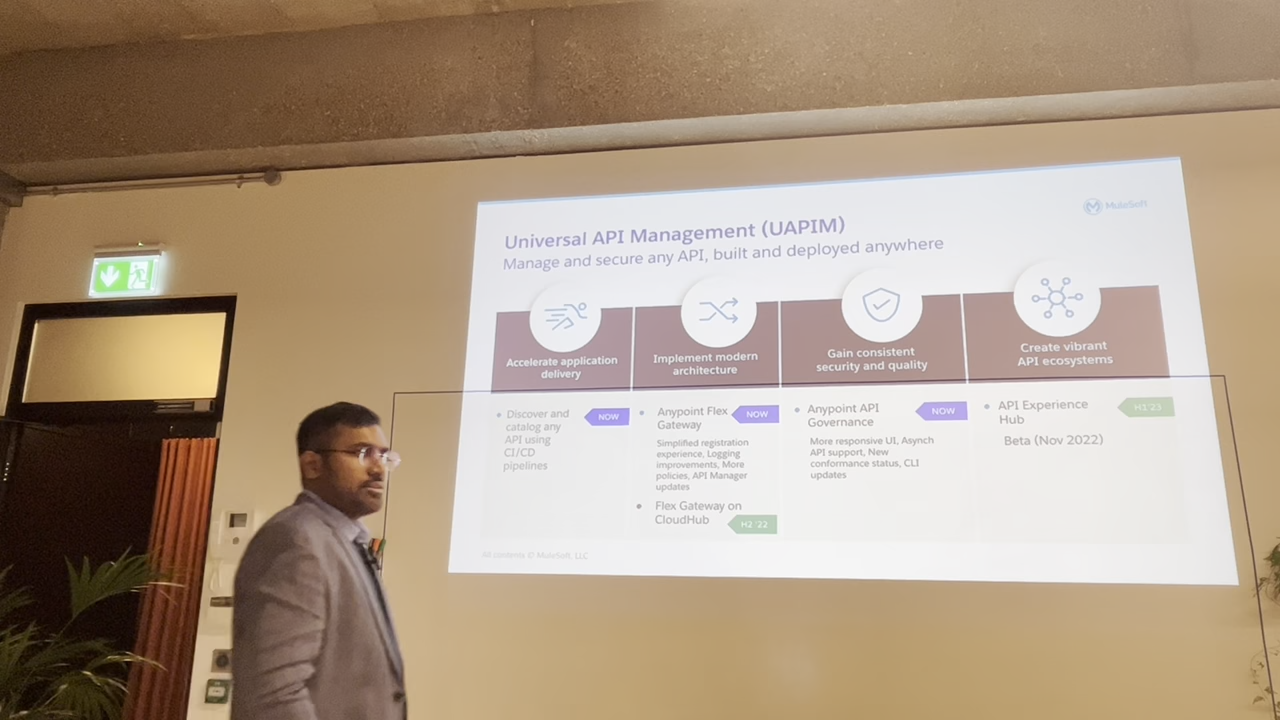 MuleSoft
Universal API Management (UAPIM)
Manage and secure any API, built and deployed anywhere
Accelerate application
delivery
Implement modern
architecture
Gain consistent
security and quality
Create vibrant
API ecosystems
• Discover and
catalog any
API using
CI/CD
pipelines
NOW
• Anypoint Flex
Gateway
NOW
Simplified registration
experience, Logging
improvements, More
policies, API Manager
updates
• Flex Gateway on
CloudHub
H2 '22
• Anypoint API
Governance
NOW
More responsive UI, Asynch
API support, New
conformance status, CLI
updates
• API Experience
Hub
H1'23
Beta (Nov 2022)
All contents © MuleSoft, LLC